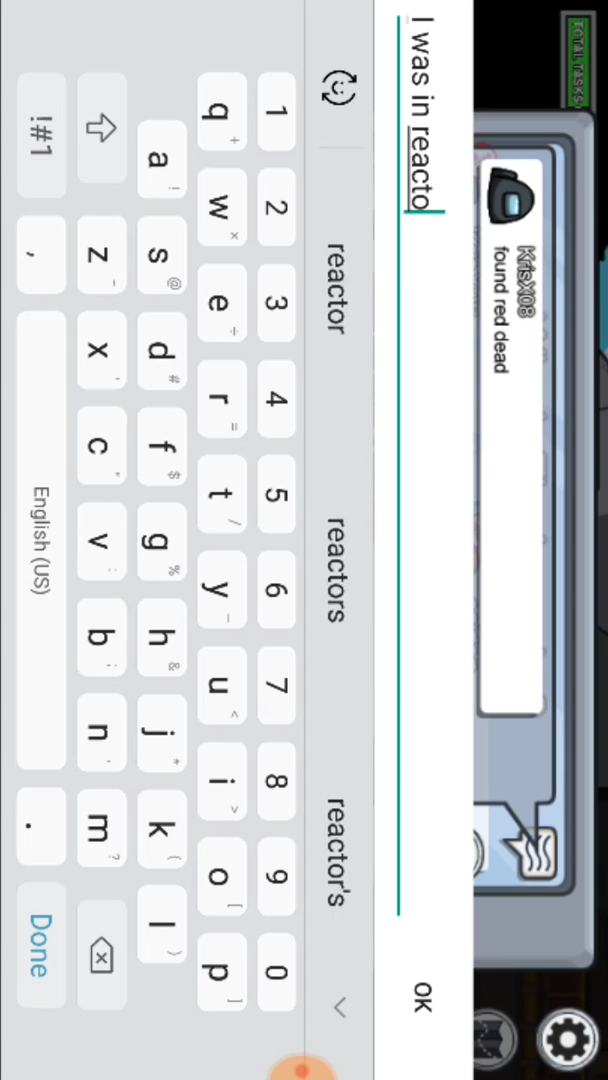 TOTAL TASKS
KrisX08
found red dead
I was in reacto
OK
reactor reactors reactor's
1 2 3 4 5 6 7 8 9 0
q + w × e ÷ r = t / y _ u < i > o [ p ]
a ! s @ d # f $ g % h & j * k ( l )
z - x ' c " v : b ; n , m ?
!#1 , English (US) . Done